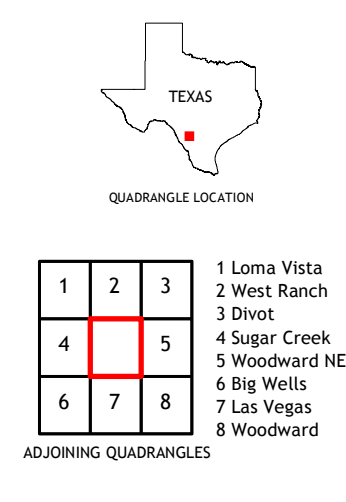 TEXAS
QUADRANGLE LOCATION
1 2 3
4 5
6 7 8
1 Loma Vista
2 West Ranch
3 Divot
4 Sugar Creek
5 Woodward NE
6 Big Wells
7 Las Vegas
8 Woodward
ADJOINING QUADRANGLES